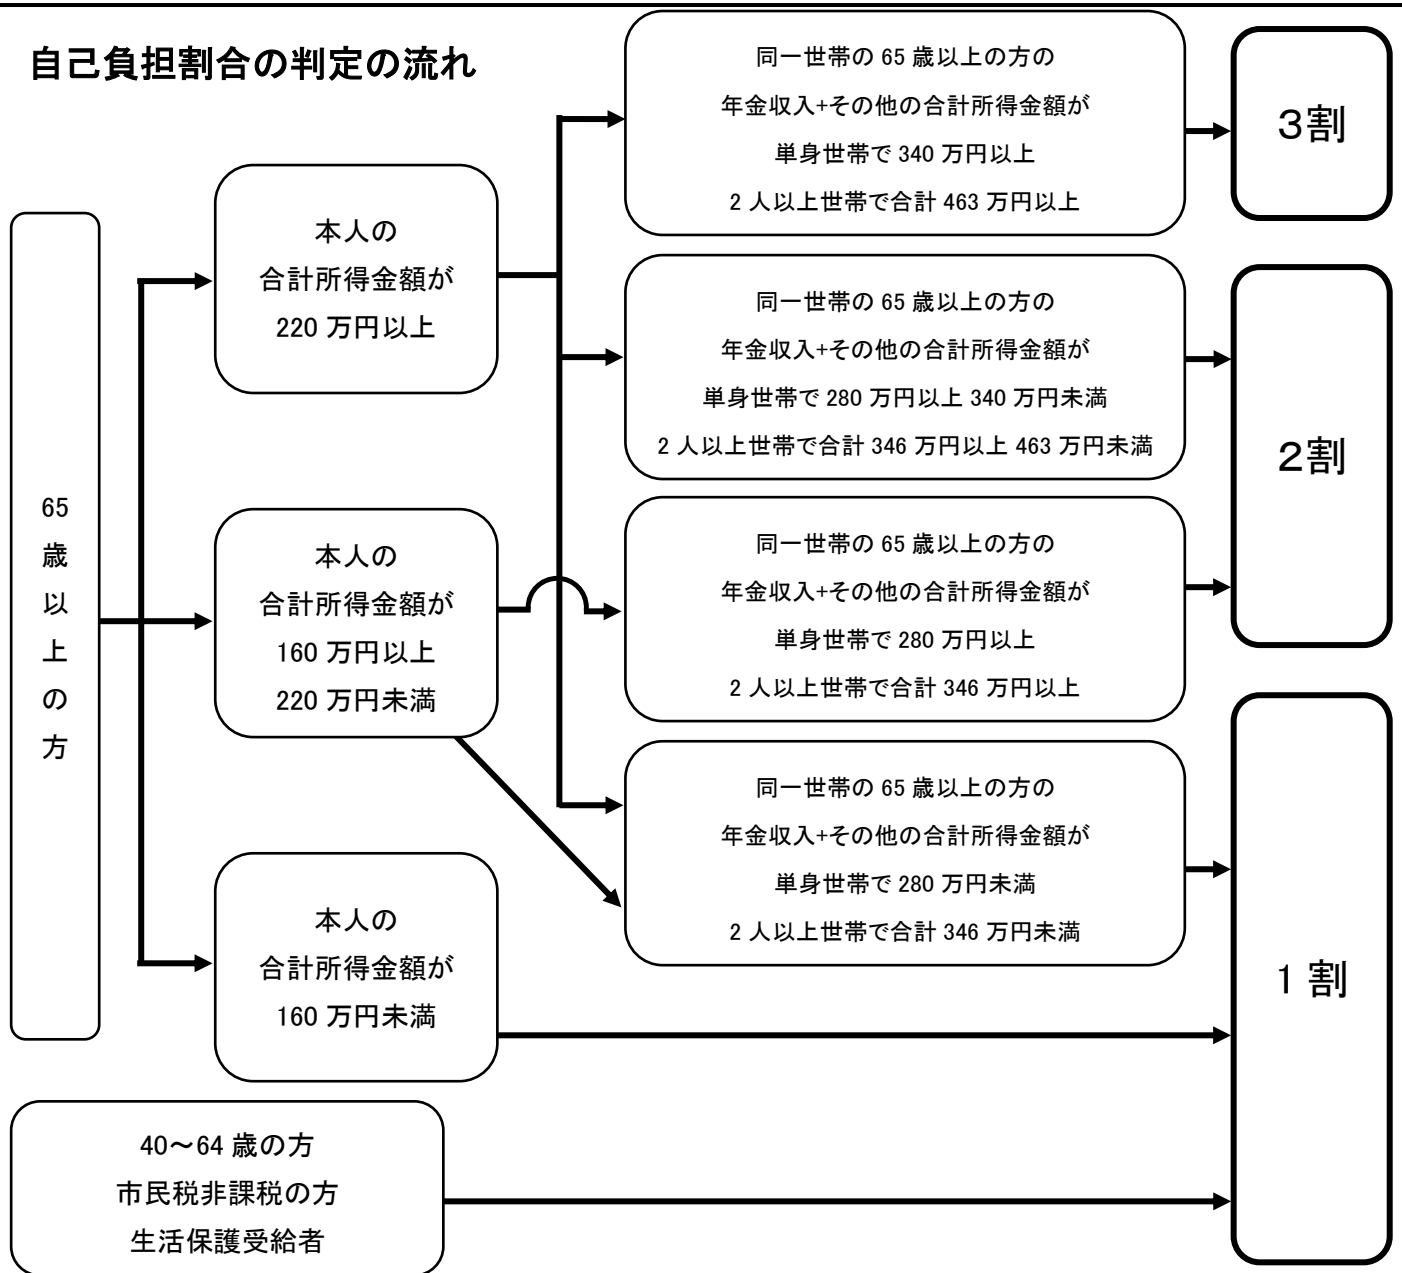 自己負担割合の判定の流れ
65
歳
以
上
の
方
本人の
合計所得金額が
220 万円以上
本人の
合計所得金額が
160 万円以上
220 万円未満
本人の
合計所得金額が
160 万円未満
40～64 歳の方
市民税非課税の方
生活保護受給者
同一世帯の 65 歳以上の方の
年金収入+その他の合計所得金額が
単身世帯で 340 万円以上
2 人以上世帯で合計 463 万円以上
同一世帯の 65 歳以上の方の
年金収入+その他の合計所得金額が
単身世帯で 280 万円以上 340 万円未満
2 人以上世帯で合計 346 万円以上 463 万円未満
同一世帯の 65 歳以上の方の
年金収入+その他の合計所得金額が
単身世帯で 280 万円以上
2 人以上世帯で合計 346 万円以上
同一世帯の 65 歳以上の方の
年金収入+その他の合計所得金額が
単身世帯で 280 万円未満
2 人以上世帯で合計 346 万円未満
３割
２割
１割